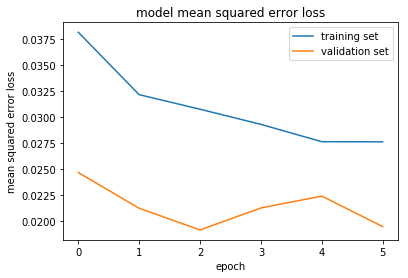 model mean squared error loss
training set
validation set
mean squared error loss
0.0375
0.0350
0.0325
0.0300
0.0275
0.0250
0.0225
0.0200
0 1 2 3 4 5
epoch